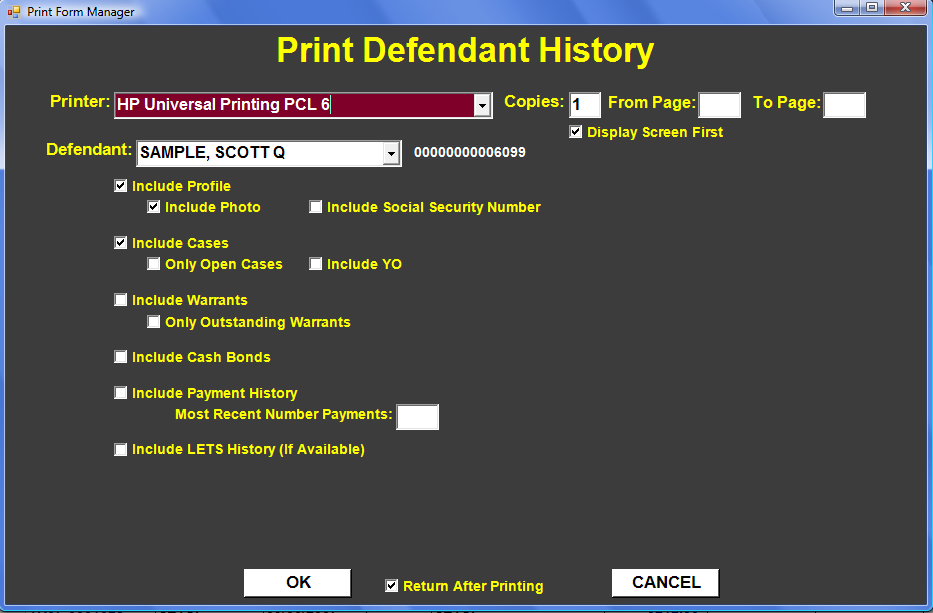 Print Form Manager
Print Defendant History
Printer: HP Universal Printing PCL 6 Copies: 1 From Page: To Page:
Display Screen First
Defendant: SAMPLE, SCOTT Q 00000000006099
Include Profile
Include Photo Include Social Security Number
Include Cases
Only Open Cases Include YO
Include Warrants
Only Outstanding Warrants
Include Cash Bonds
Include Payment History
Most Recent Number Payments:
Include LETS History (If Available)
OK Return After Printing CANCEL